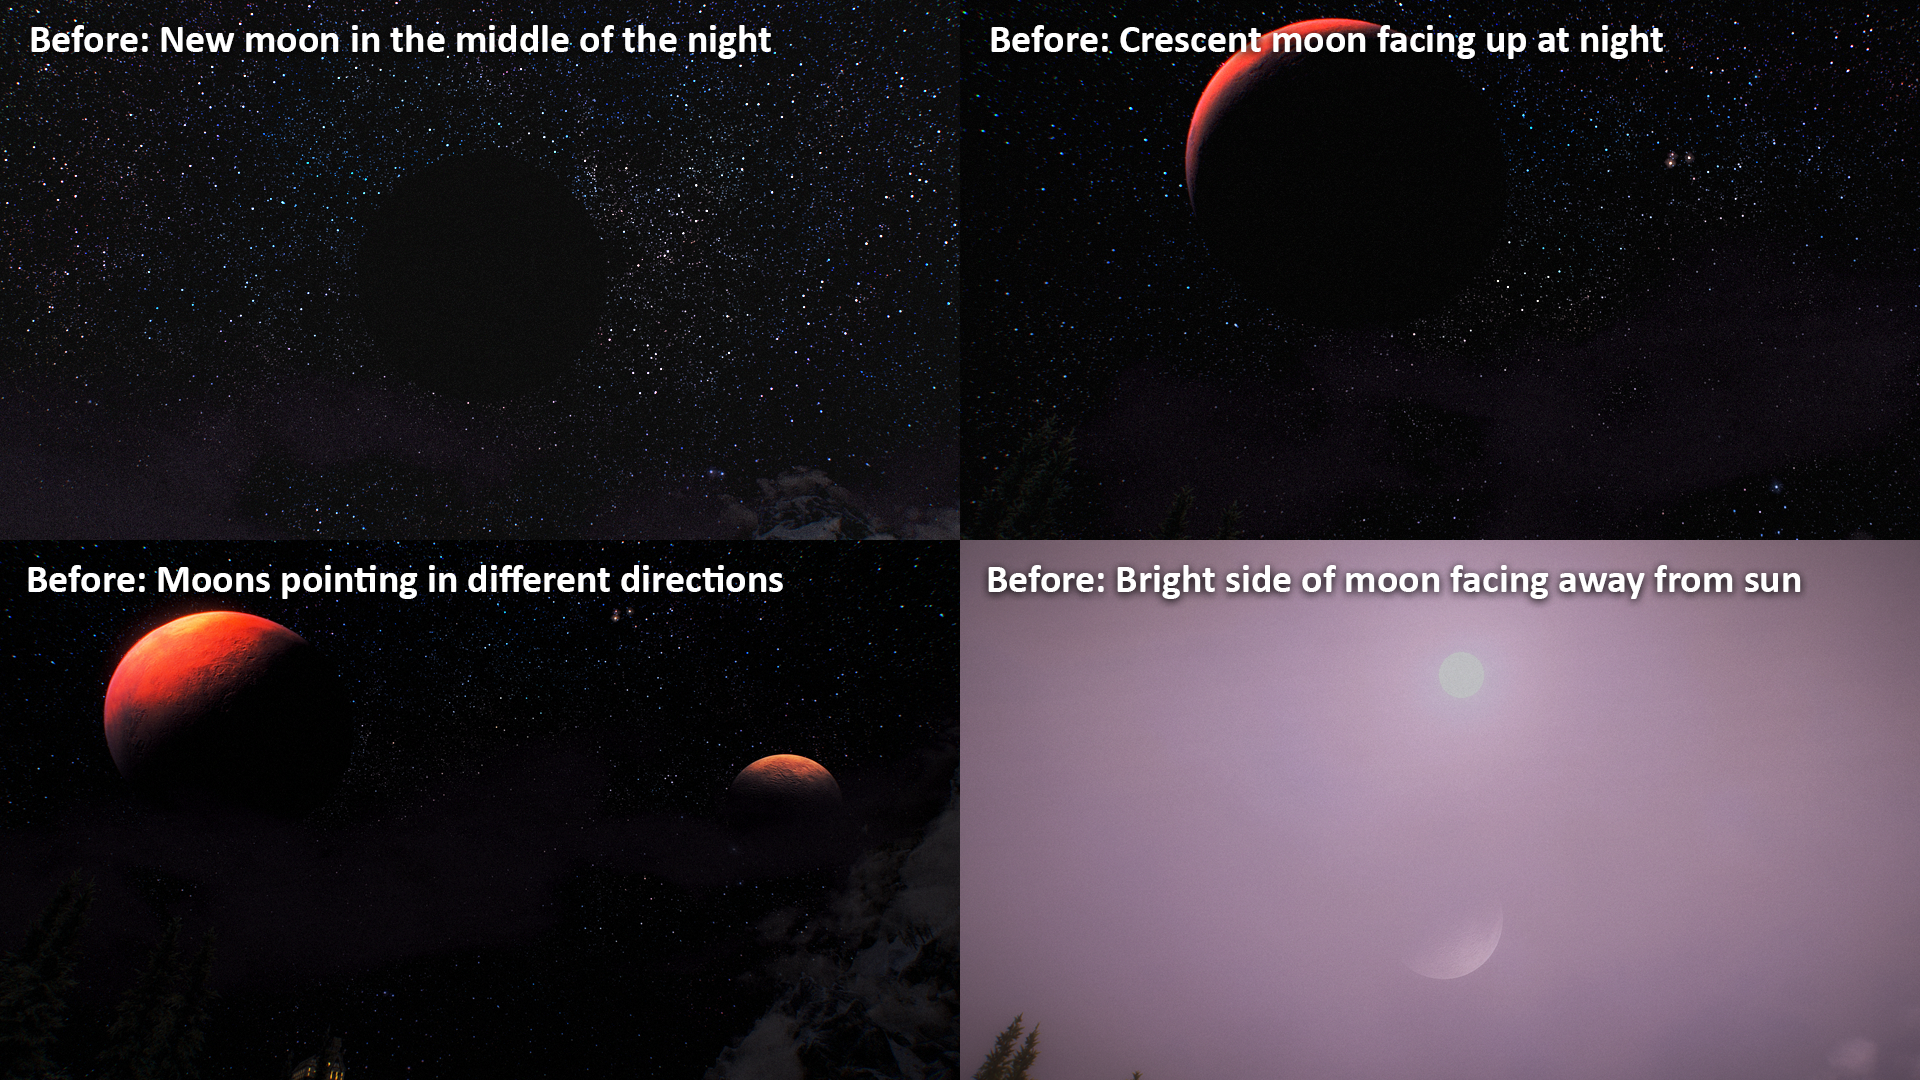 Before: New moon in the middle of the night
Before: Crescent moon facing up at night
Before: Moons pointing in different directions
Before: Bright side of moon facing away from sun